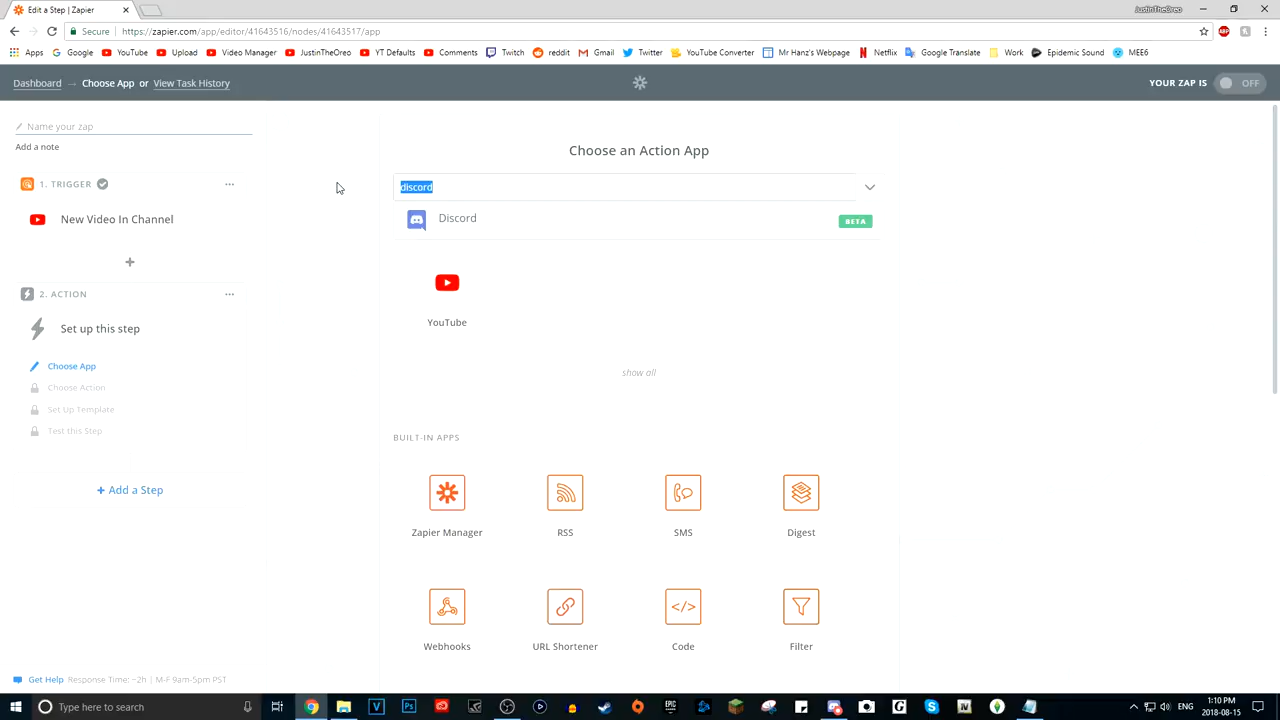 Edit a Step | Zapier
JustinTheOreo
Secure
https://zapier.com/app/editor/41643516/nodes/41643517/app
Apps
Google
YouTube
Upload
Video Manager
JustinTheOreo
YT Defaults
Comments
Twitch
reddit
Gmail
Twitter
YouTube Converter
Mr Hanz's Webpage
Netflix
Google Translate
Work
Epidemic Sound
MEE6
Dashboard → Choose App or View Task History
YOUR ZAP IS OFF
Name your zap
Add a note
1. TRIGGER
New Video In Channel
2. ACTION
Set up this step
Choose App
Choose Action
Set Up Template
Test this Step
+ Add a Step
Choose an Action App
discord
Discord
BETA
YouTube
show all
BUILT-IN APPS
Zapier Manager
RSS
SMS
Digest
Webhooks
URL Shortener
Code
Filter
Get Help Response Time: ~2h | M-F 9am-5pm PST
Type here to search
1:10 PM
2018-08-15